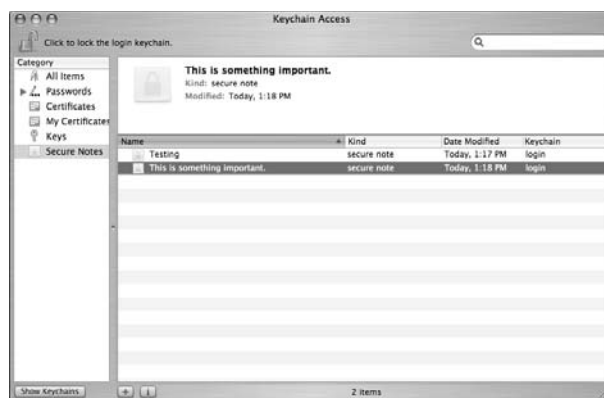 Keychain Access
Click to lock the login keychain.
Category
All Items
Passwords
Certificates
My Certificates
Keys
Secure Notes
This is something important.
Kind: secure note
Modified: Today, 1:18 PM
Name Kind Date Modified Keychain
Testing secure note Today, 1:17 PM login
This is something important. secure note Today, 1:18 PM login
Show Keychains + i 2 items